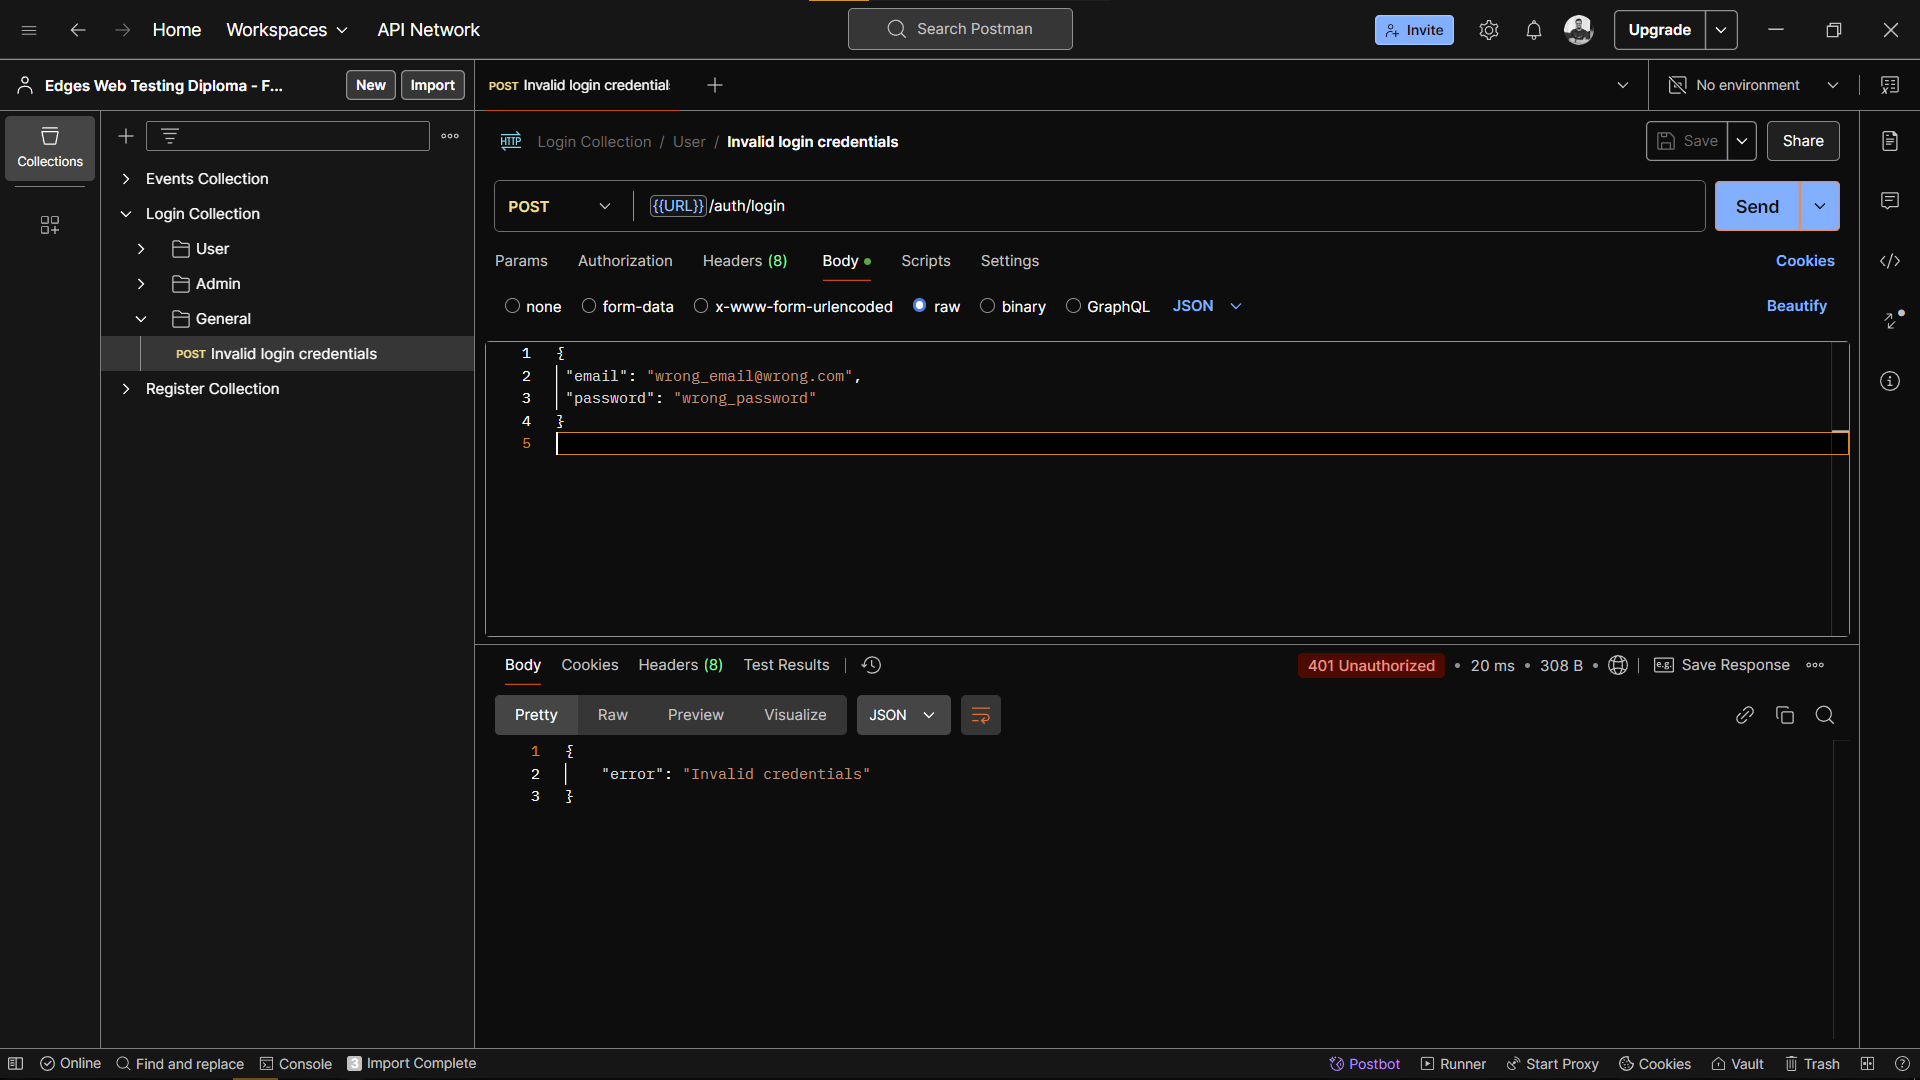 Home Workspaces API Network Search Postman Invite Upgrade
Edges Web Testing Diploma - F... New Import POST Invalid login credential No environment
Collections
Events Collection
Login Collection
User
Admin
General
POST Invalid login credentials
Register Collection
HTTP Login Collection / User / Invalid login credentials Save Share
POST {{URL}}/auth/login Send
Params Authorization Headers (8) Body Scripts Settings Cookies
none form-data x-www-form-urlencoded raw binary GraphQL JSON Beautify
1 {
2 "email": "wrong_email@wrong.com",
3 "password": "wrong_password"
4 }
5
Body Cookies Headers (8) Test Results 401 Unauthorized • 20 ms • 308 B • e.g. Save Response
Pretty Raw Preview Visualize JSON
1 {
2 "error": "Invalid credentials"
3 }
Online Find and replace Console 3 Import Complete Postbot Runner Start Proxy Cookies Vault Trash